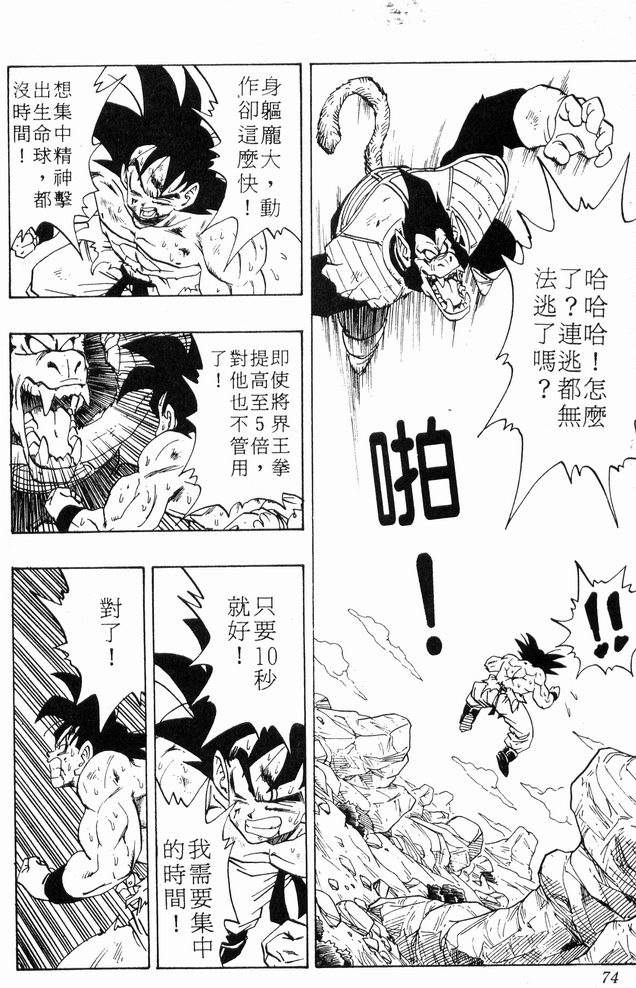 哈哈哈！怎麼
了？連逃都無
法逃了嗎？
啪！
！！
身軀龐大，動
作卻這麼快！
想集中精神擊
出生命球，都
沒時間！
即使將界王拳
提高至5倍，
對他也不管用
了！
只要10秒
就好！
我需要集中
的時間！
對了！
74